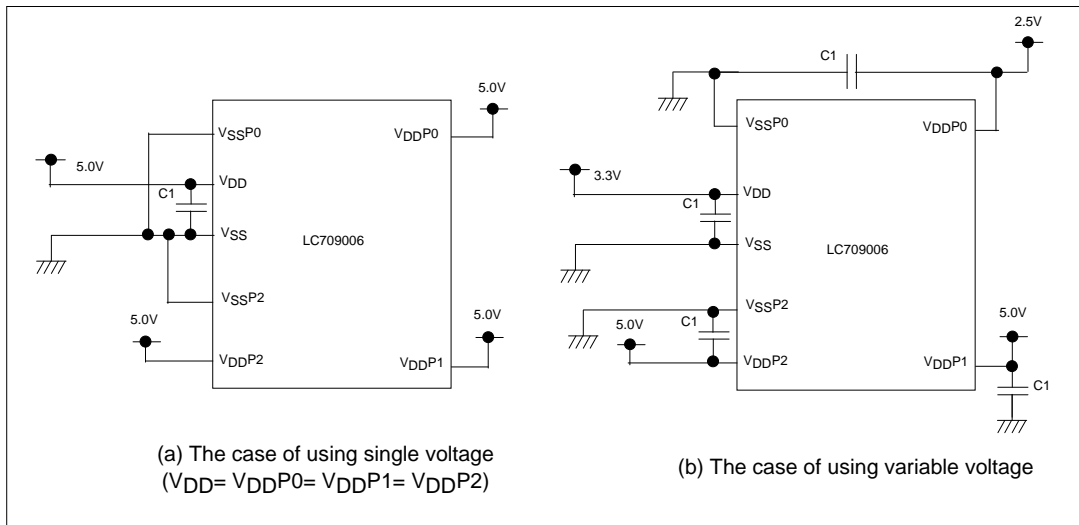 5.0V
VSSP0
VDDP0
5.0V
VDD
C1
VSS
LC709006
VSSP2
5.0V
5.0V
VDDP2
VDDP1
(a) The case of using single voltage
(VDD= VDDP0= VDDP1= VDDP2)
2.5V
C1
VSSP0
VDDP0
3.3V
VDD
C1
VSS
LC709006
VSSP2
5.0V
C1
5.0V
VDDP2
VDDP1
C1
(b) The case of using variable voltage